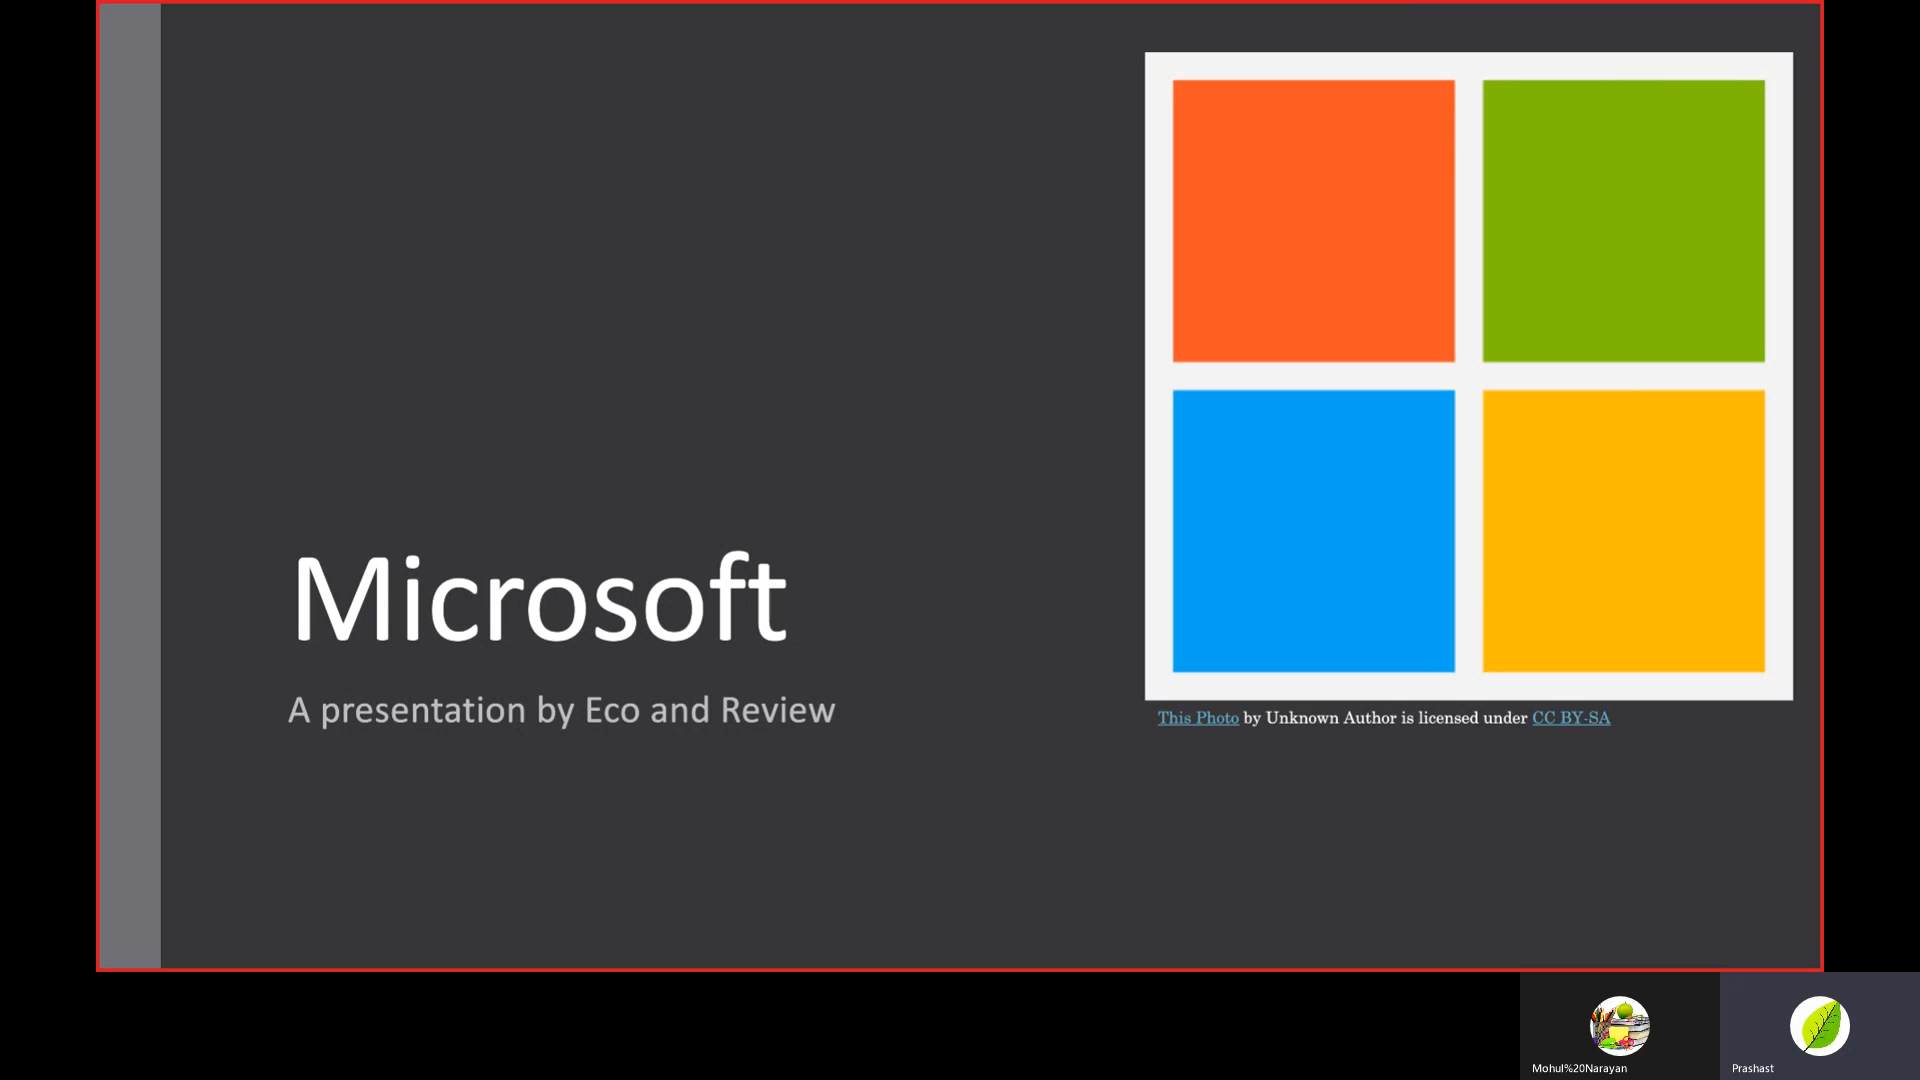 Microsoft
A presentation by Eco and Review
This Photo by Unknown Author is licensed under CC BY-SA
Mohul%20Narayan
Prashast